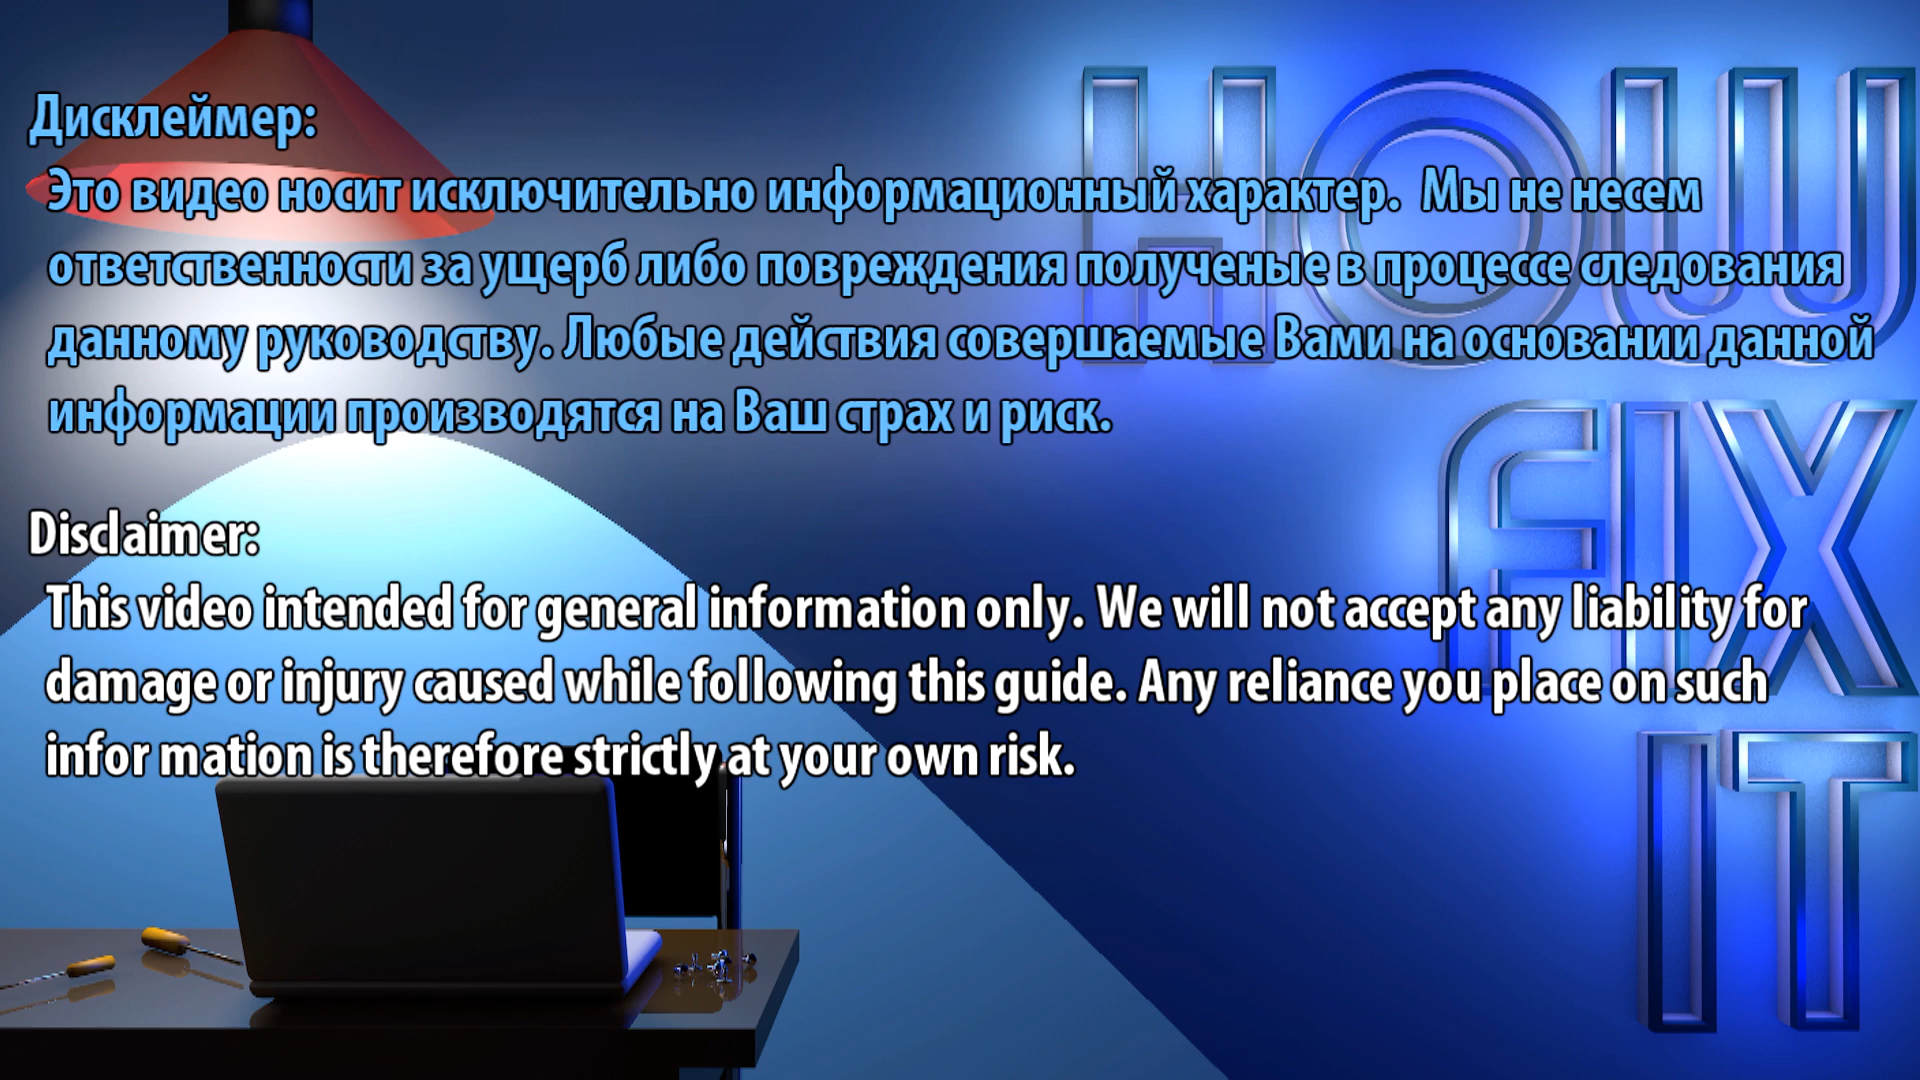 HOW
FIX
IT
Дисклеймер:
Это видео носит исключительно информационный характер. Мы не несем
ответственности за ущерб либо повреждения полученые в процессе следования
данному руководству. Любые действия совершаемые Вами на основании данной
информации производятся на Ваш страх и риск.
Disclaimer:
This video intended for general information only. We will not accept any liability for
damage or injury caused while following this guide. Any reliance you place on such
infor mation is therefore strictly at your own risk.